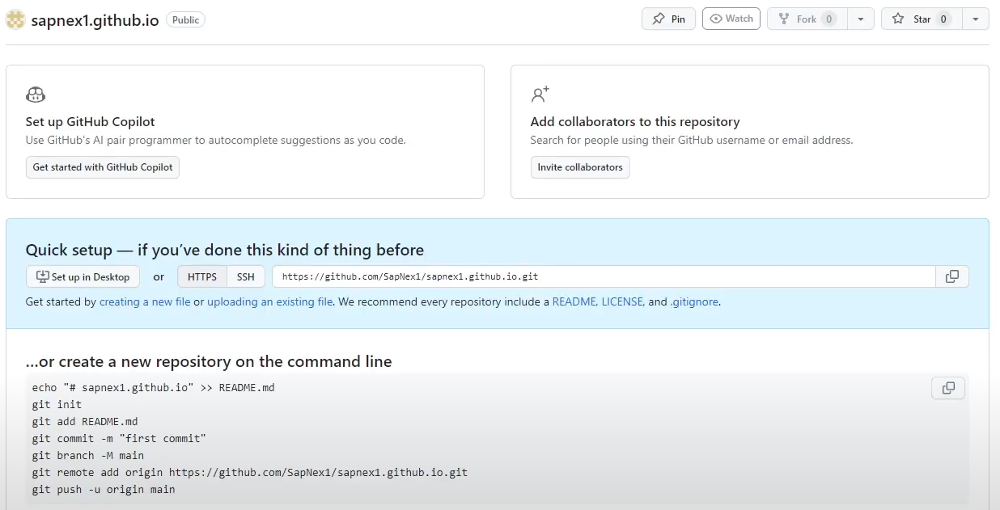 sapnex1.github.io Public
Pin Watch Fork 0 Star 0
Set up GitHub Copilot
Use GitHub's AI pair programmer to autocomplete suggestions as you code.
Get started with GitHub Copilot
Add collaborators to this repository
Search for people using their GitHub username or email address.
Invite collaborators
Quick setup — if you’ve done this kind of thing before
Set up in Desktop or HTTPS SSH https://github.com/SapNex1/sapnex1.github.io.git
Get started by creating a new file or uploading an existing file. We recommend every repository include a README, LICENSE, and .gitignore.
…or create a new repository on the command line
echo "# sapnex1.github.io" >> README.md
git init
git add README.md
git commit -m "first commit"
git branch -M main
git remote add origin https://github.com/SapNex1/sapnex1.github.io.git
git push -u origin main